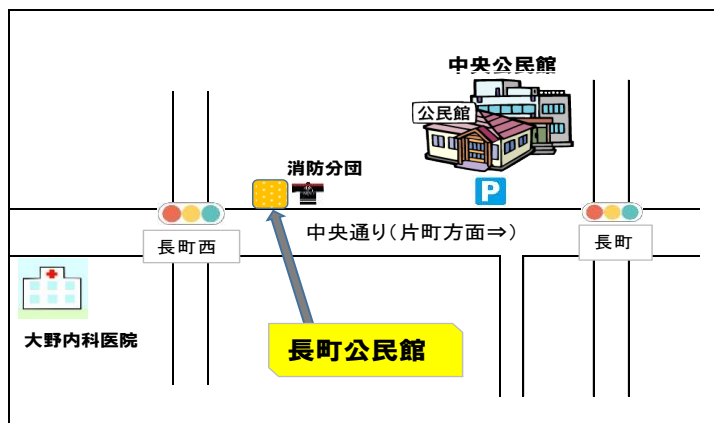 中央公民館
公民館
消防分団
P
中央通り(片町方面⇒)
長町西
長町
大野内科医院
長町公民館